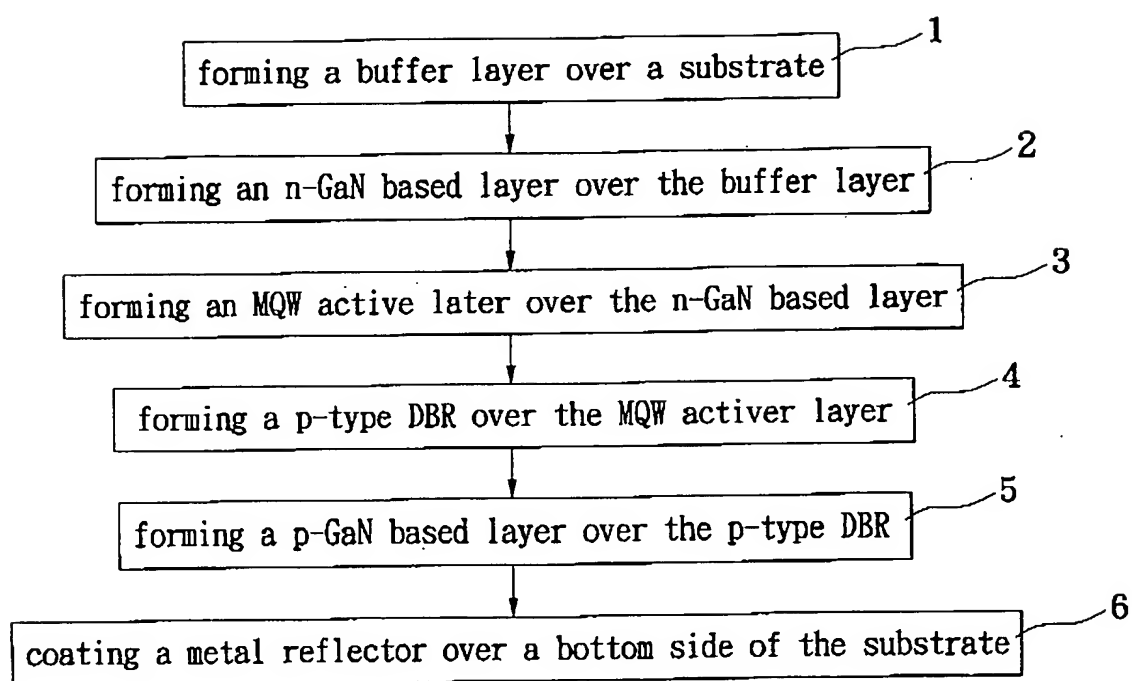 1
forming a buffer layer over a substrate
2
forming an n-GaN based layer over the buffer layer
3
forming an MQW active later over the n-GaN based layer
4
forming a p-type DBR over the MQW activer layer
5
forming a p-GaN based layer over the p-type DBR
6
coating a metal reflector over a bottom side of the substrate